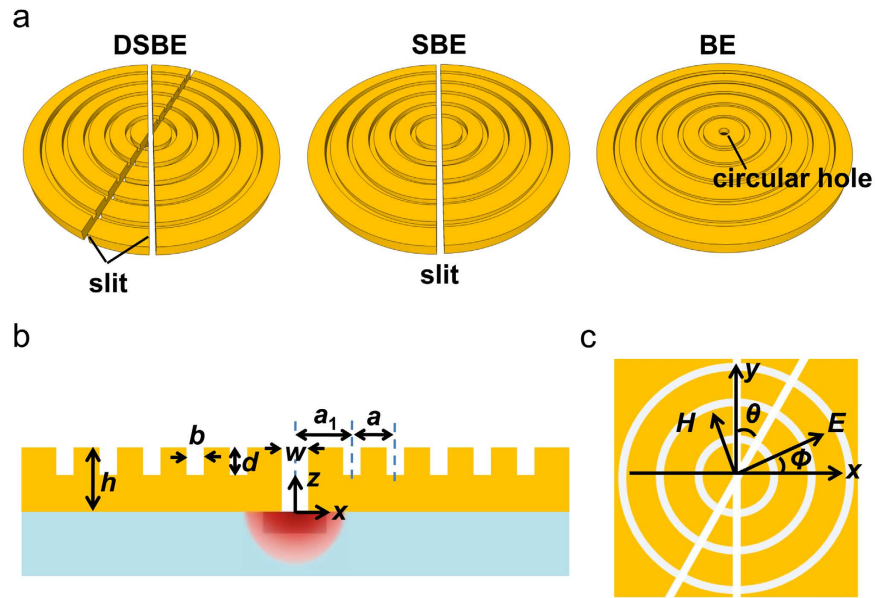 a
DSBE
SBE
BE
circular hole
slit
slit
b
c
a₁
a
b
d
w
h
z
x
y
θ
H
E
Φ
x